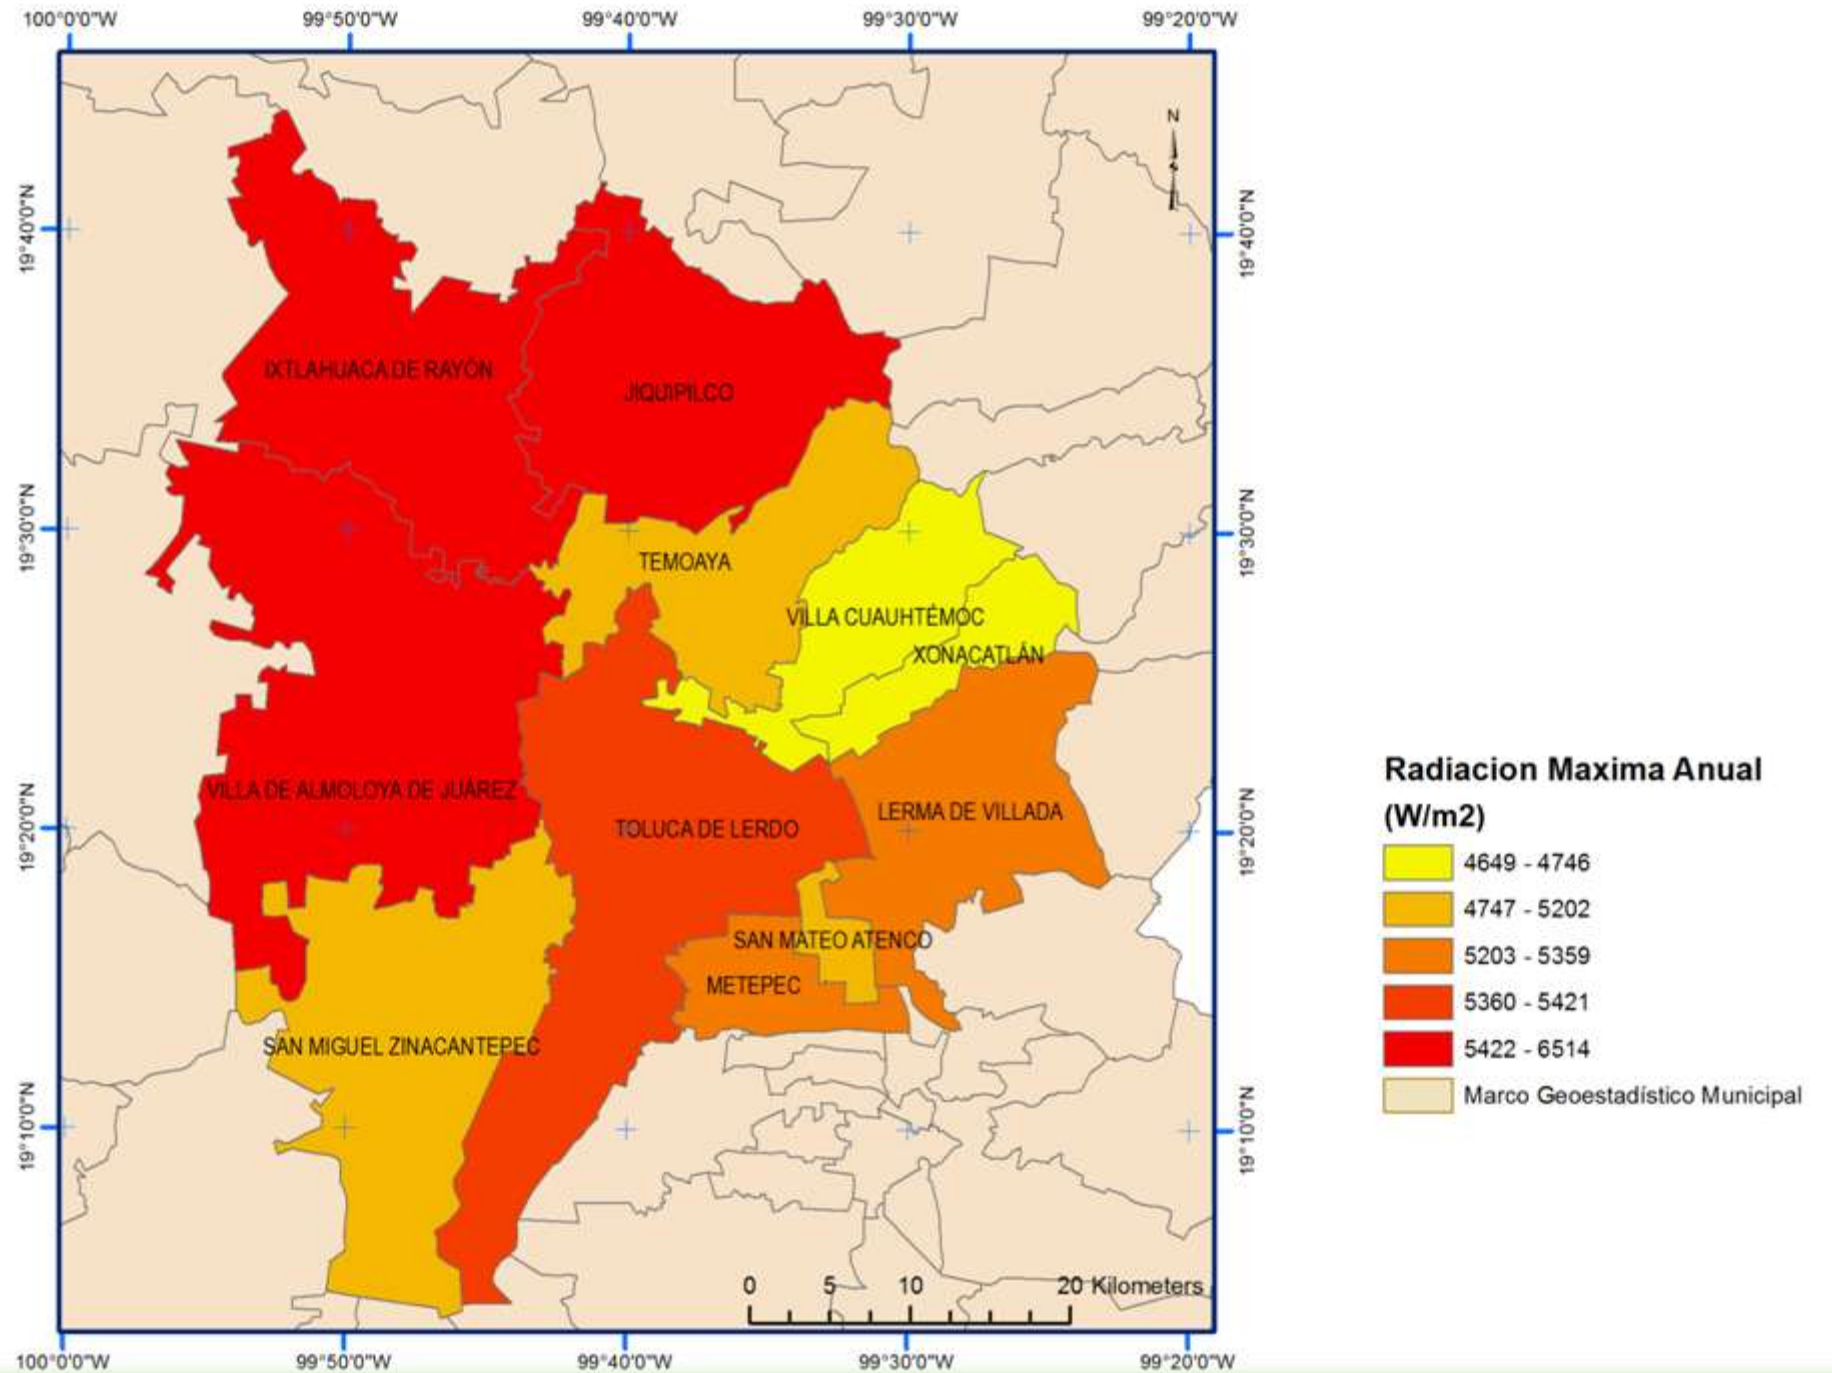 100°0'0"W 99°50'0"W 99°40'0"W 99°30'0"W 99°20'0"W
N
19°40'0"N 19°40'0"N
IXTLAHUACA DE RAYÓN
JIQUIPILCO
19°30'0"N 19°30'0"N
TEMOAYA
VILLA CUAUHTÉMOC
XONACATLÁN
VILLA DE ALMOLOYA DE JUÁREZ
LERMA DE VILLADA
TOLUCA DE LERDO
19°20'0"N 19°20'0"N
SAN MATEO ATENCO
METEPEC
SAN MIGUEL ZINACANTEPEC
19°10'0"N 19°10'0"N
0 5 10 20 Kilometers
100°0'0"W 99°50'0"W 99°40'0"W 99°30'0"W 99°20'0"W
Radiacion Maxima Anual
(W/m2)
4649 - 4746
4747 - 5202
5203 - 5359
5360 - 5421
5422 - 6514
Marco Geoestadístico Municipal